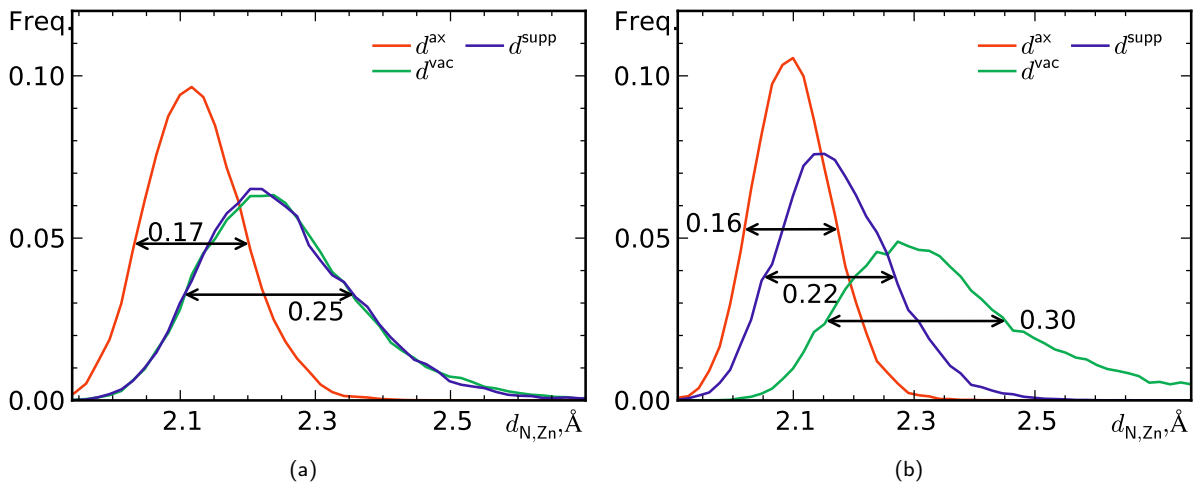 Freq.
d^ax d^supp
d^vac
0.10
0.17
0.05
0.25
0.00
2.1 2.3 2.5 d_N,Zn,Å
(a)
Freq.
d^ax d^supp
d^vac
0.10
0.16
0.05
0.22
0.30
0.00
2.1 2.3 2.5 d_N,Zn,Å
(b)